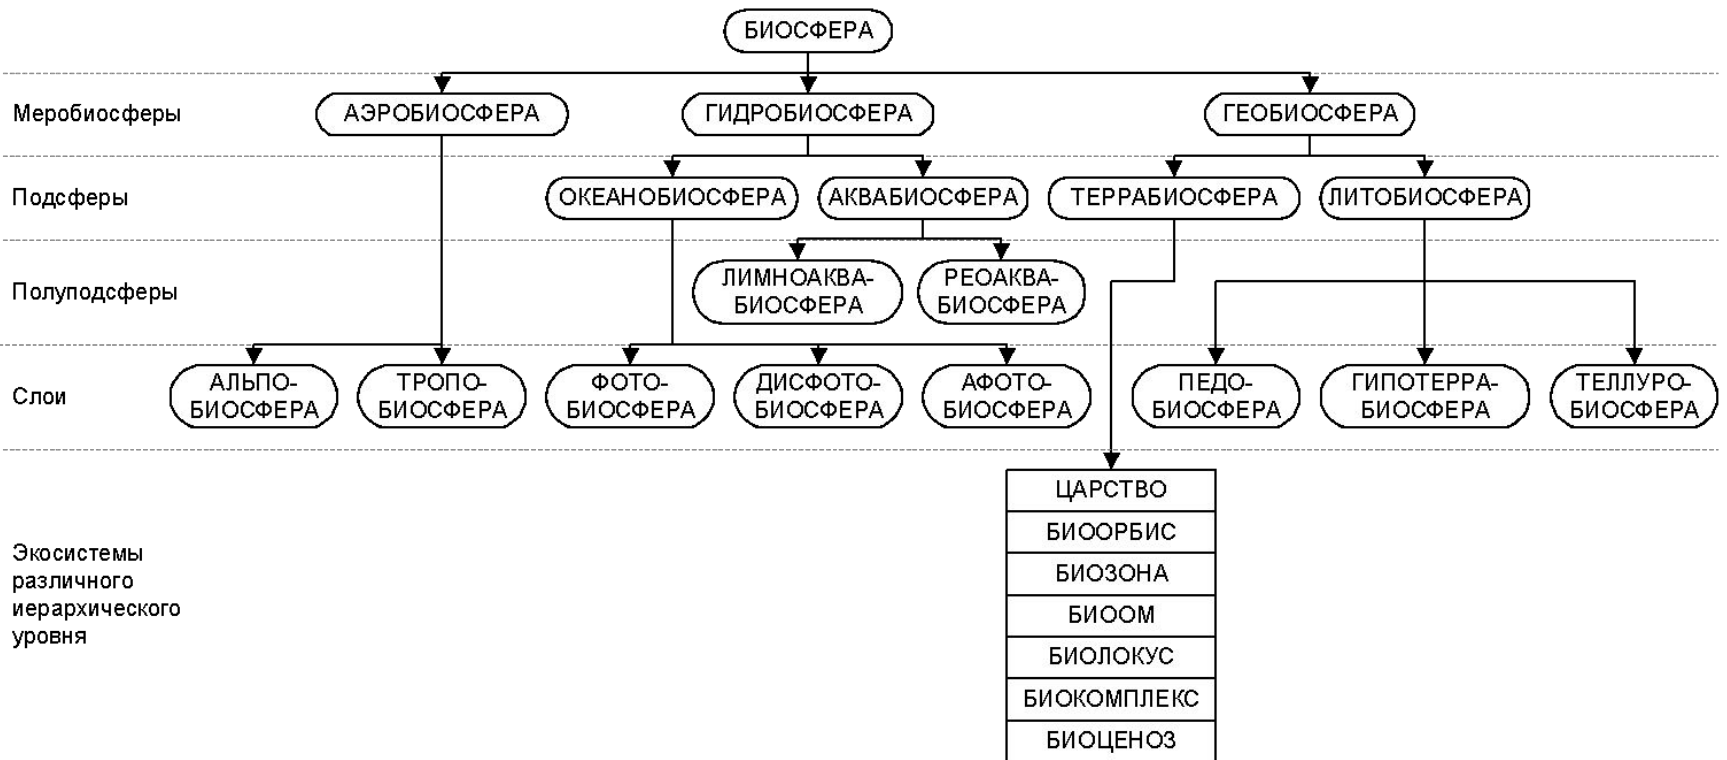 БИОСФЕРА
Меробиосферы
АЭРОБИОСФЕРА
ГИДРОБИОСФЕРА
ГЕОБИОСФЕРА
Подсферы
ОКЕАНОБИОСФЕРА
АКВАБИОСФЕРА
ТЕРРАБИОСФЕРА
ЛИТОБИОСФЕРА
Полуподсферы
ЛИМНОАКВА-
БИОСФЕРА
РЕОАКВА-
БИОСФЕРА
Слои
АЛЬПО-
БИОСФЕРА
ТРОПО-
БИОСФЕРА
ФОТО-
БИОСФЕРА
ДИСФОТО-
БИОСФЕРА
АФОТО-
БИОСФЕРА
ПЕДО-
БИОСФЕРА
ГИПОТЕРРА-
БИОСФЕРА
ТЕЛЛУРО-
БИОСФЕРА
Экосистемы
различного
иерархического
уровня
ЦАРСТВО
БИООРБИС
БИОЗОНА
БИООМ
БИОЛОКУС
БИОКОМПЛЕКС
БИОЦЕНОЗ